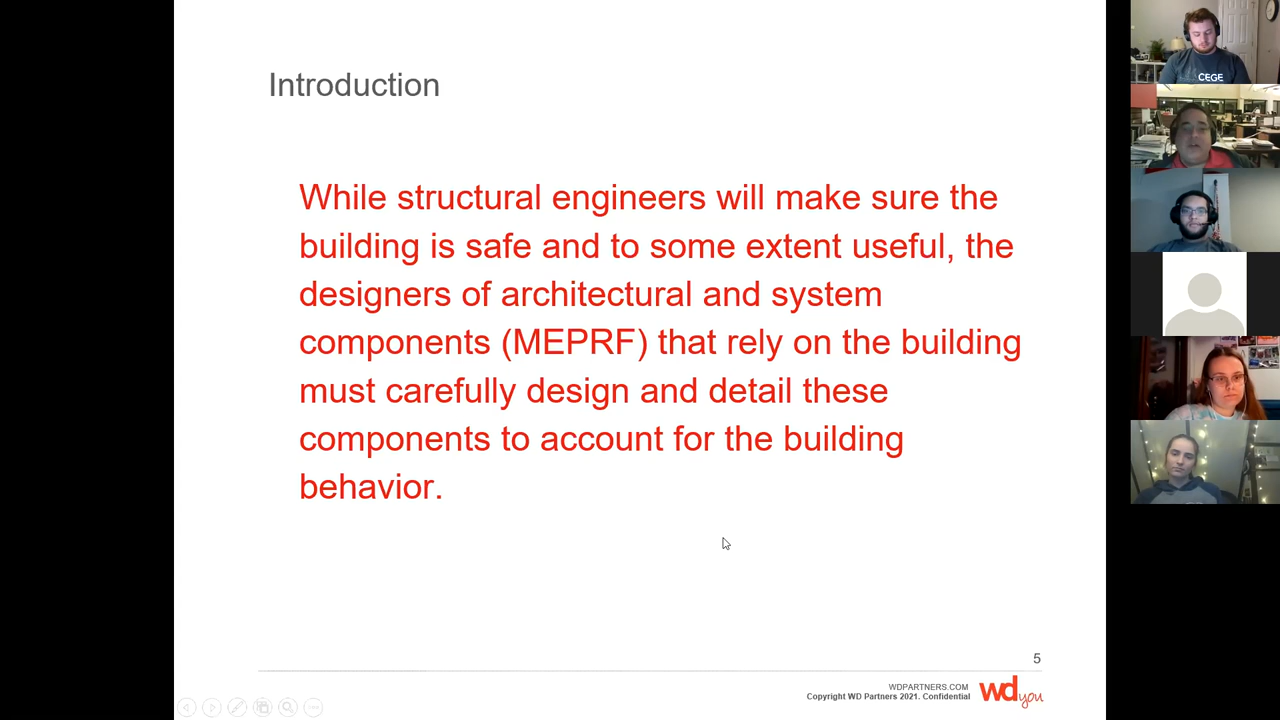 Introduction
While structural engineers will make sure the
building is safe and to some extent useful, the
designers of architectural and system
components (MEPRF) that rely on the building
must carefully design and detail these
components to account for the building
behavior.
5
WDPARTNERS.COM
Copyright WD Partners 2021. Confidential
wd you
CEGE